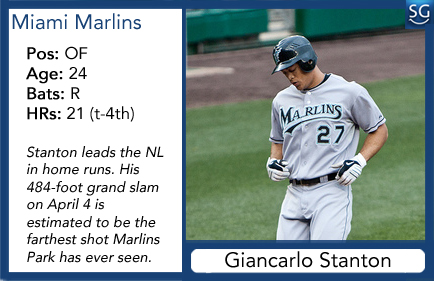 Miami Marlins
SG
Pos: OF
Age: 24
Bats: R
HRs: 21 (t-4th)
Stanton leads the NL
in home runs. His
484-foot grand slam
on April 4 is
estimated to be the
farthest shot Marlins
Park has ever seen.
MARLINS
27
Giancarlo Stanton